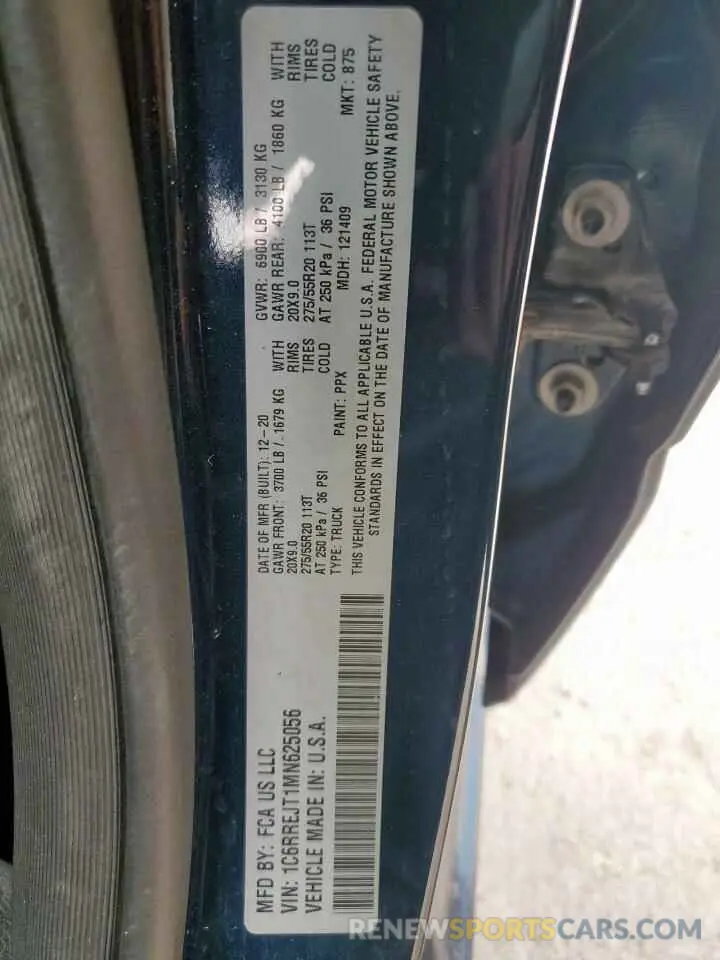 MFD BY: FCA US LLC
VIN: 1C6RREJT1MN625056
VEHICLE MADE IN: U.S.A.
DATE OF MFR (BUILT): 12-20
GAWR FRONT: 3700 LB / 1679 KG WITH
20X9.0 RIMS
275/55R20 113T TIRES
AT 250 kPa / 36 PSI COLD
TYPE: TRUCK PAINT: PPX
GVWR: 6900 LB / 3130 KG
GAWR REAR: 4100 LB / 1860 KG WITH
20X9.0 RIMS
275/55R20 113T TIRES
AT 250 kPa / 36 PSI COLD
MDH: 121409 MKT: 875
THIS VEHICLE CONFORMS TO ALL APPLICABLE U.S.A. FEDERAL MOTOR VEHICLE SAFETY
STANDARDS IN EFFECT ON THE DATE OF MANUFACTURE SHOWN ABOVE.
RENEWSPORTSCARS.COM